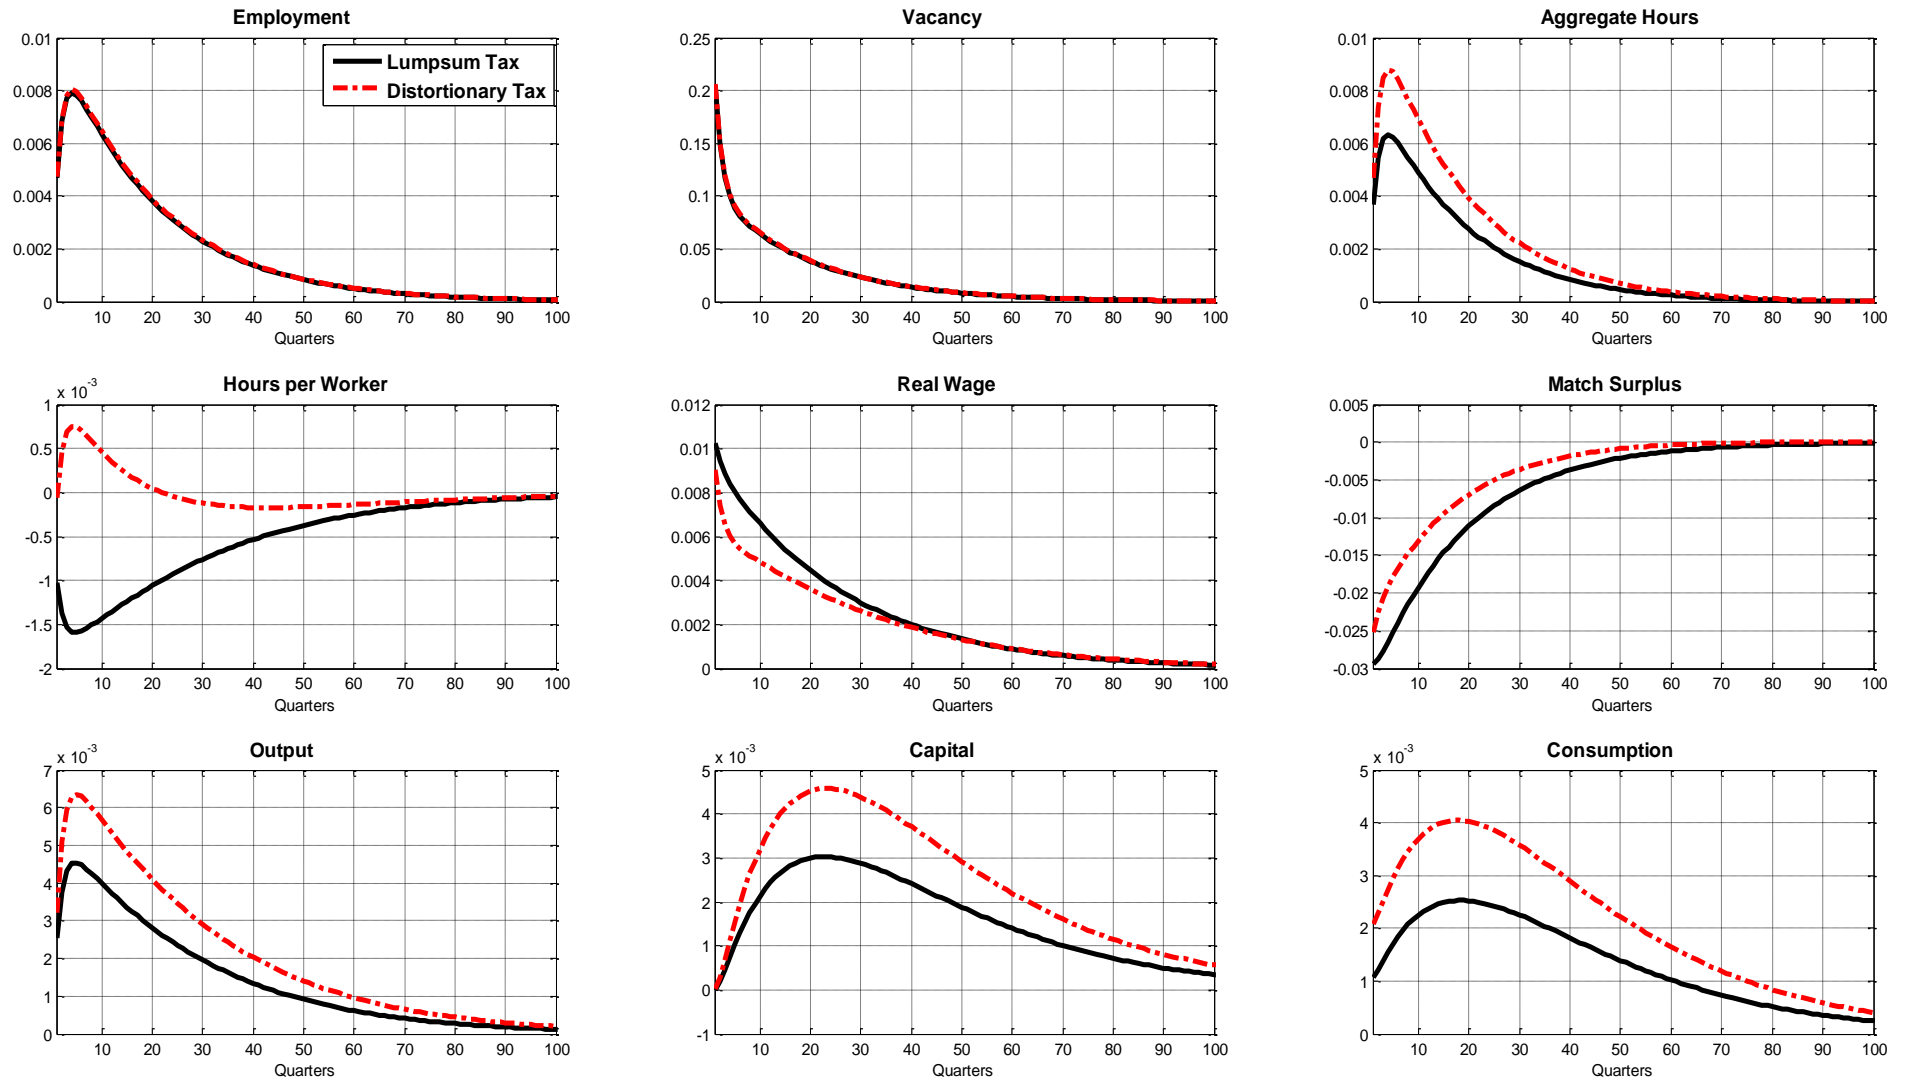 Employment
0.01
0.008
0.006
0.004
0.002
0
Lumpsum Tax
Distortionary Tax
10 20 30 40 50 60 70 80 90 100
Quarters
Vacancy
0.25
0.2
0.15
0.1
0.05
0
10 20 30 40 50 60 70 80 90 100
Quarters
Aggregate Hours
0.01
0.008
0.006
0.004
0.002
0
10 20 30 40 50 60 70 80 90 100
Quarters
Hours per Worker
x 10-3
1
0.5
0
-0.5
-1
-1.5
-2
10 20 30 40 50 60 70 80 90 100
Quarters
Real Wage
0.012
0.01
0.008
0.006
0.004
0.002
0
10 20 30 40 50 60 70 80 90 100
Quarters
Match Surplus
0.005
0
-0.005
-0.01
-0.015
-0.02
-0.025
-0.03
10 20 30 40 50 60 70 80 90 100
Quarters
Output
x 10-3
7
6
5
4
3
2
1
0
10 20 30 40 50 60 70 80 90 100
Quarters
Capital
x 10-3
5
4
3
2
1
0
-1
10 20 30 40 50 60 70 80 90 100
Quarters
Consumption
x 10-3
5
4
3
2
1
0
10 20 30 40 50 60 70 80 90 100
Quarters